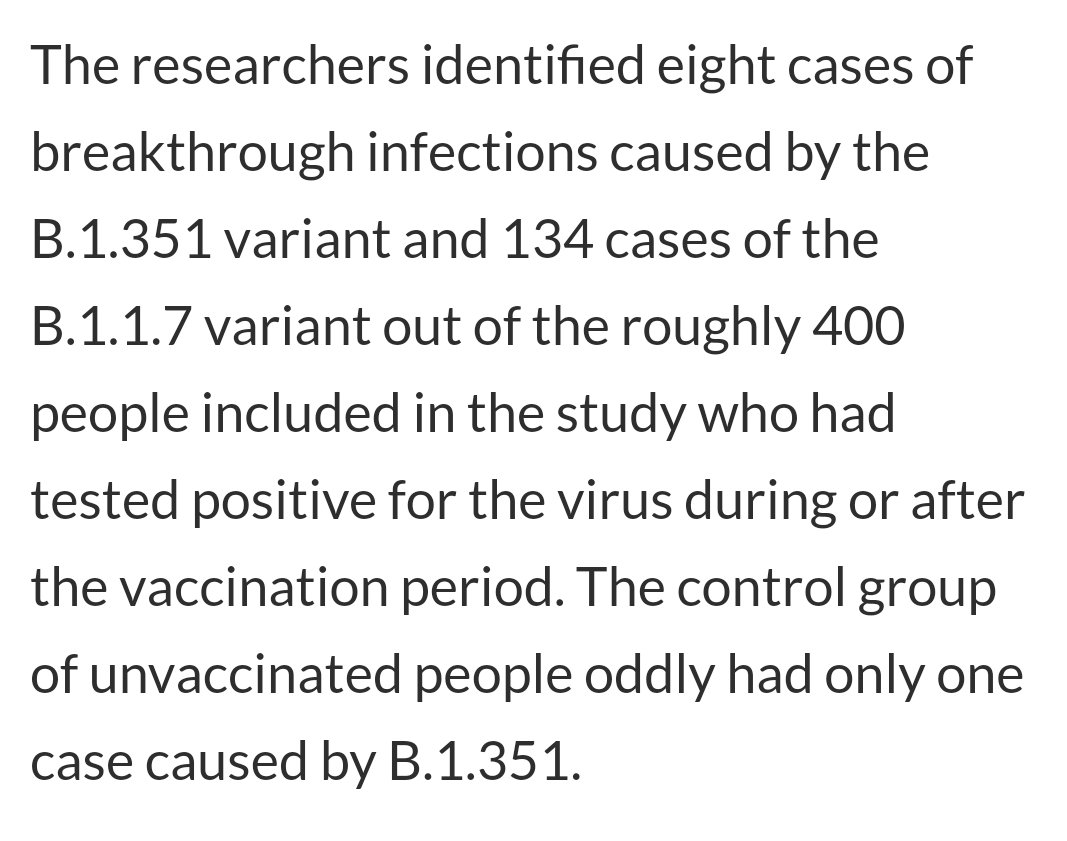 The researchers identified eight cases of
breakthrough infections caused by the
B.1.351 variant and 134 cases of the
B.1.1.7 variant out of the roughly 400
people included in the study who had
tested positive for the virus during or after
the vaccination period. The control group
of unvaccinated people oddly had only one
case caused by B.1.351.